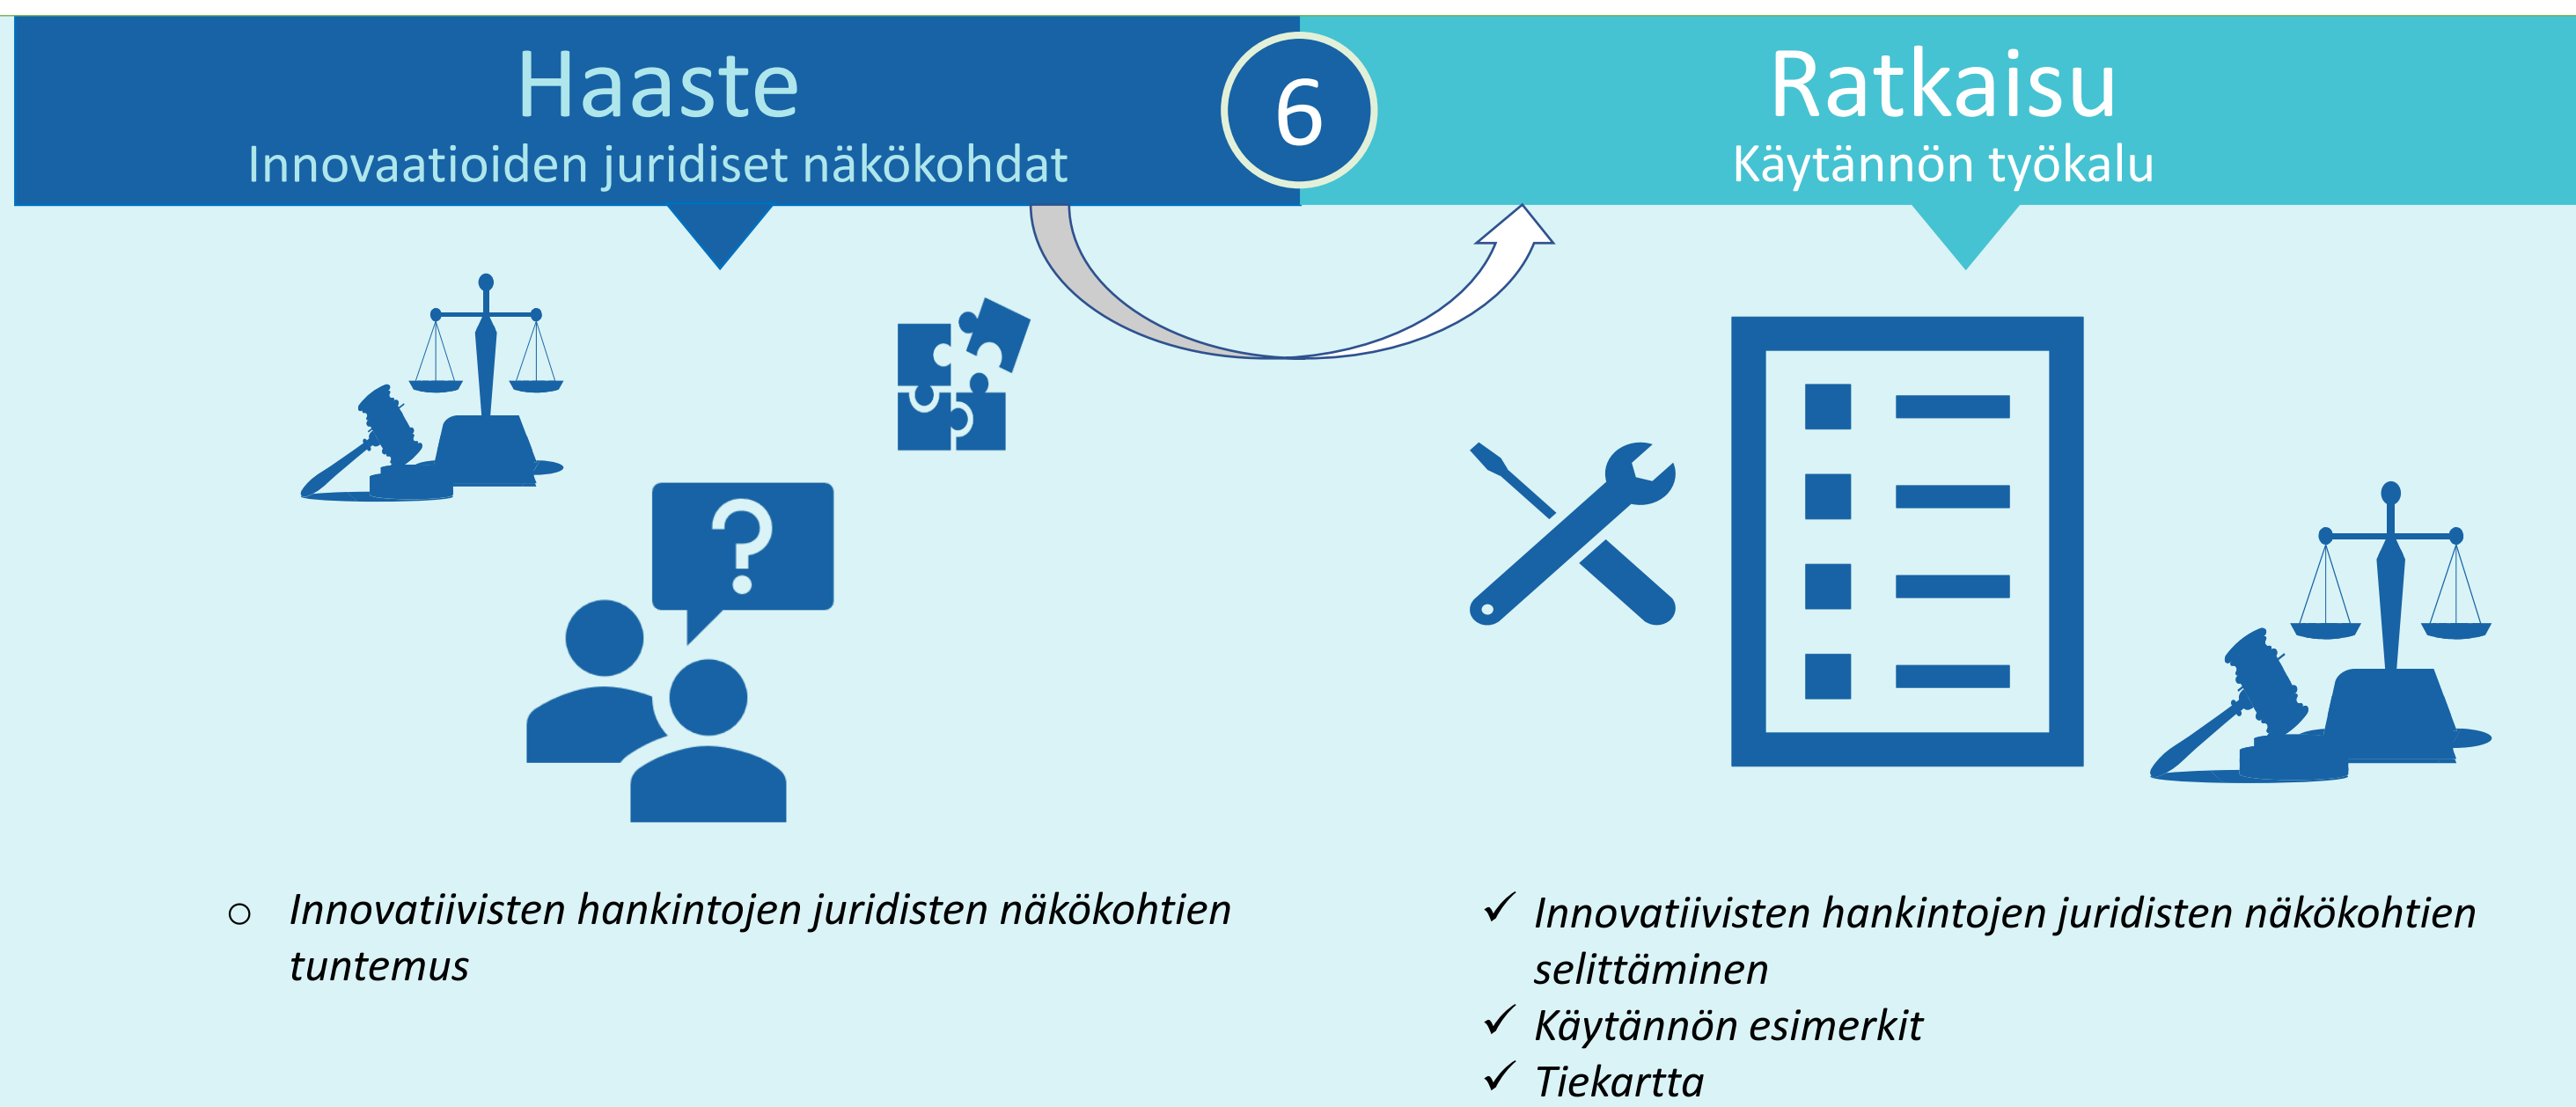 Haaste
Innovaatioiden juridiset näkökohdat
6
Ratkaisu
Käytännön työkalu
?
o Innovatiivisten hankintojen juridisten näkökohtien
tuntemus
✓ Innovatiivisten hankintojen juridisten näkökohtien
selittäminen
✓ Käytännön esimerkit
✓ Tiekartta